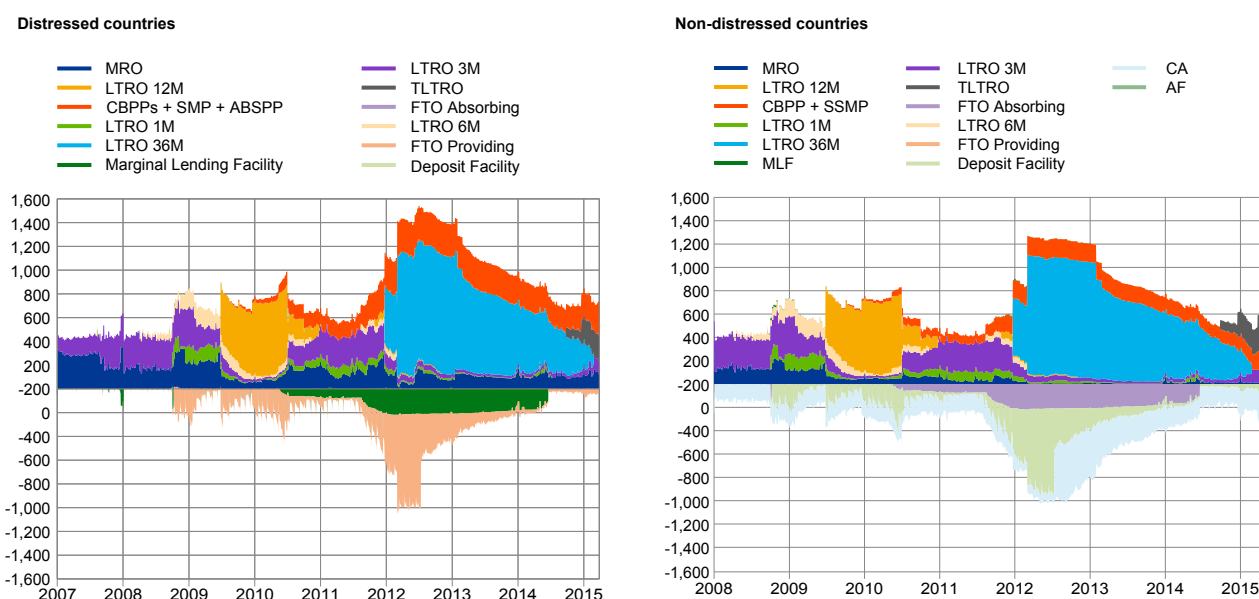 Distressed countries
MRO
LTRO 12M
CBPPs + SMP + ABSPP
LTRO 1M
LTRO 36M
Marginal Lending Facility
LTRO 3M
TLTRO
FTO Absorbing
LTRO 6M
FTO Providing
Deposit Facility
1,600
1,400
1,200
1,000
800
600
400
200
-200
0
-400
-600
-800
-1,000
-1,200
-1,400
-1,600
2007 2008 2009 2010 2011 2012 2013 2014 2015
Non-distressed countries
MRO
LTRO 12M
CBPP + SSMP
LTRO 1M
LTRO 36M
MLF
LTRO 3M
TLTRO
FTO Absorbing
LTRO 6M
FTO Providing
Deposit Facility
CA
AF
1,600
1,400
1,200
1,000
800
600
400
200
-200
0
-400
-600
-800
-1,000
-1,200
-1,400
-1,600
2008 2009 2010 2011 2012 2013 2014 2015